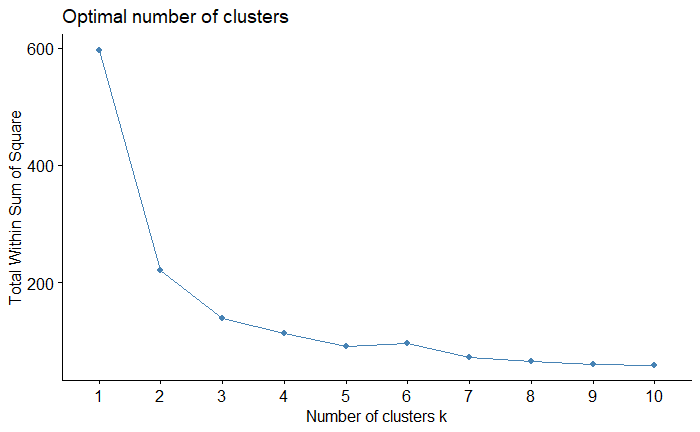 Optimal number of clusters
600
400
200
Total Within Sum of Square
1 2 3 4 5 6 7 8 9 10
Number of clusters k